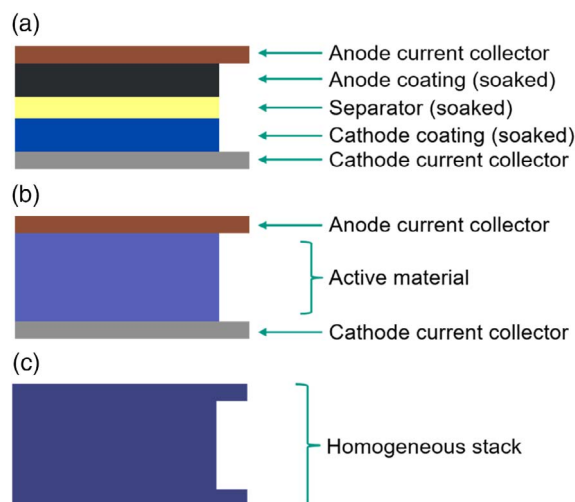 (a)
Anode current collector
Anode coating (soaked)
Separator (soaked)
Cathode coating (soaked)
Cathode current collector
(b)
Anode current collector
Active material
Cathode current collector
(c)
Homogeneous stack